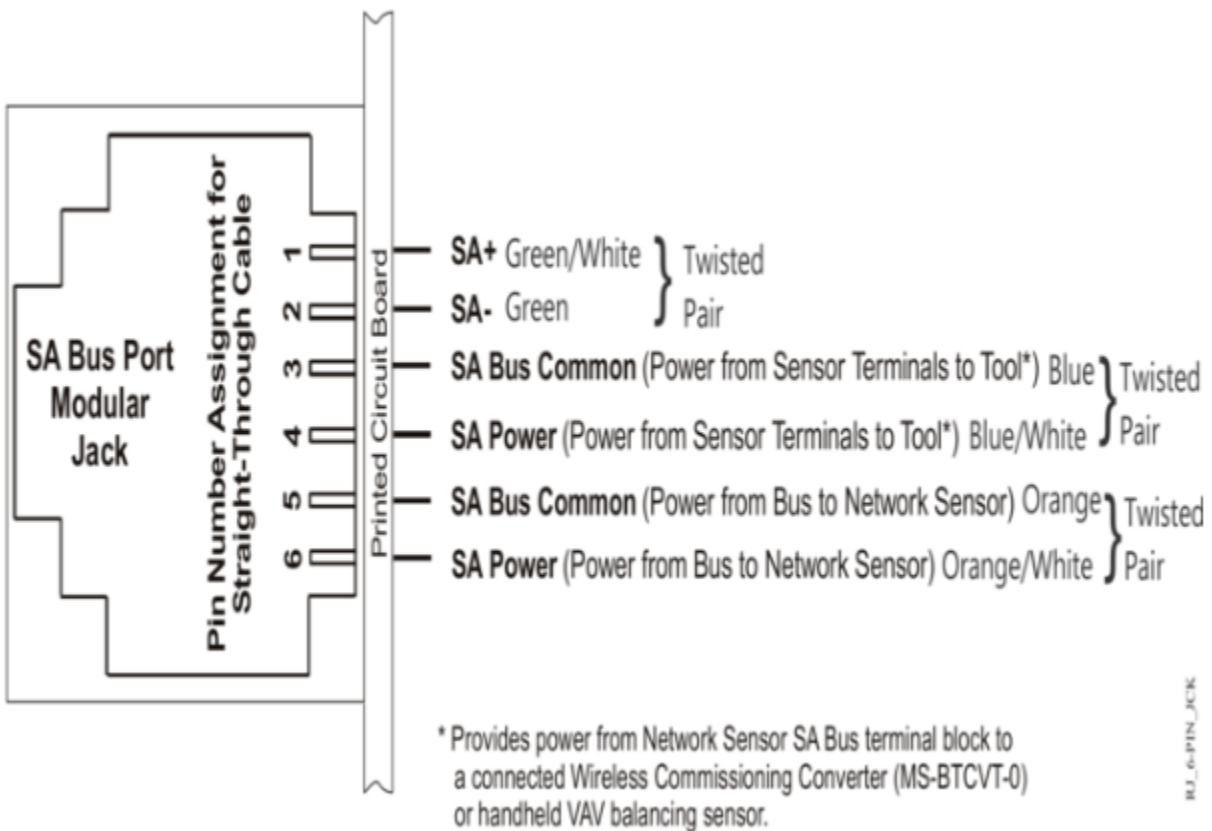 SA Bus Port
Modular
Jack
Pin Number Assignment for
Straight-Through Cable
1
2
3
4
5
6
Printed Circuit Board
SA+ Green/White
SA- Green
Twisted
Pair
SA Bus Common (Power from Sensor Terminals to Tool*) Blue
SA Power (Power from Sensor Terminals to Tool*) Blue/White
Twisted
Pair
SA Bus Common (Power from Bus to Network Sensor) Orange
SA Power (Power from Bus to Network Sensor) Orange/White
Twisted
Pair
* Provides power from Network Sensor SA Bus terminal block to
a connected Wireless Commissioning Converter (MS-BTCVT-0)
or handheld VAV balancing sensor.
RJ_6-PIN_JCK